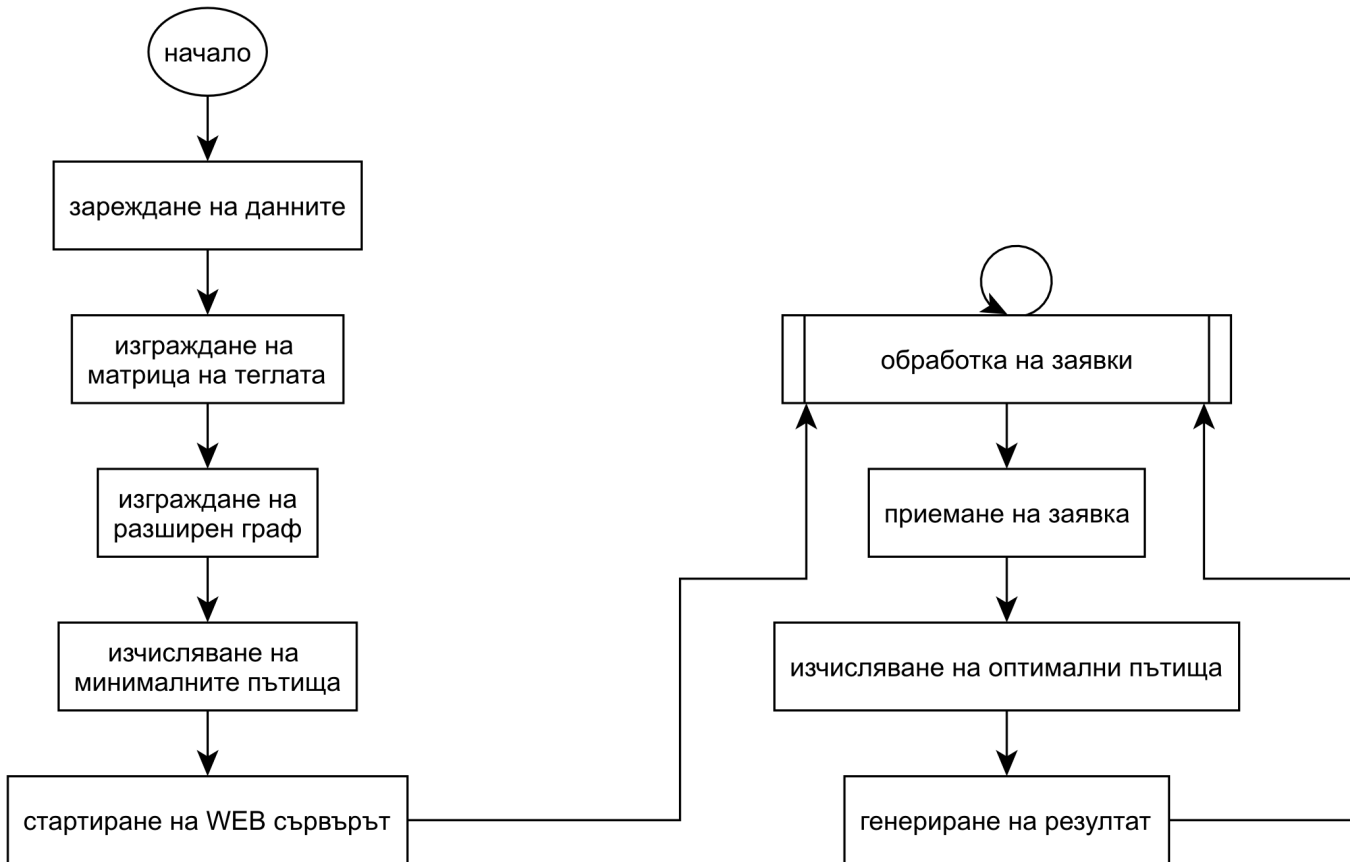 начало
зареждане на данните
изграждане на
матрица на теглата
изграждане на
разширен граф
изчисляване на
минималните пътища
стартиране на WEB сървърът
обработка на заявки
приемане на заявка
изчисляване на оптимални пътища
генериране на резултат